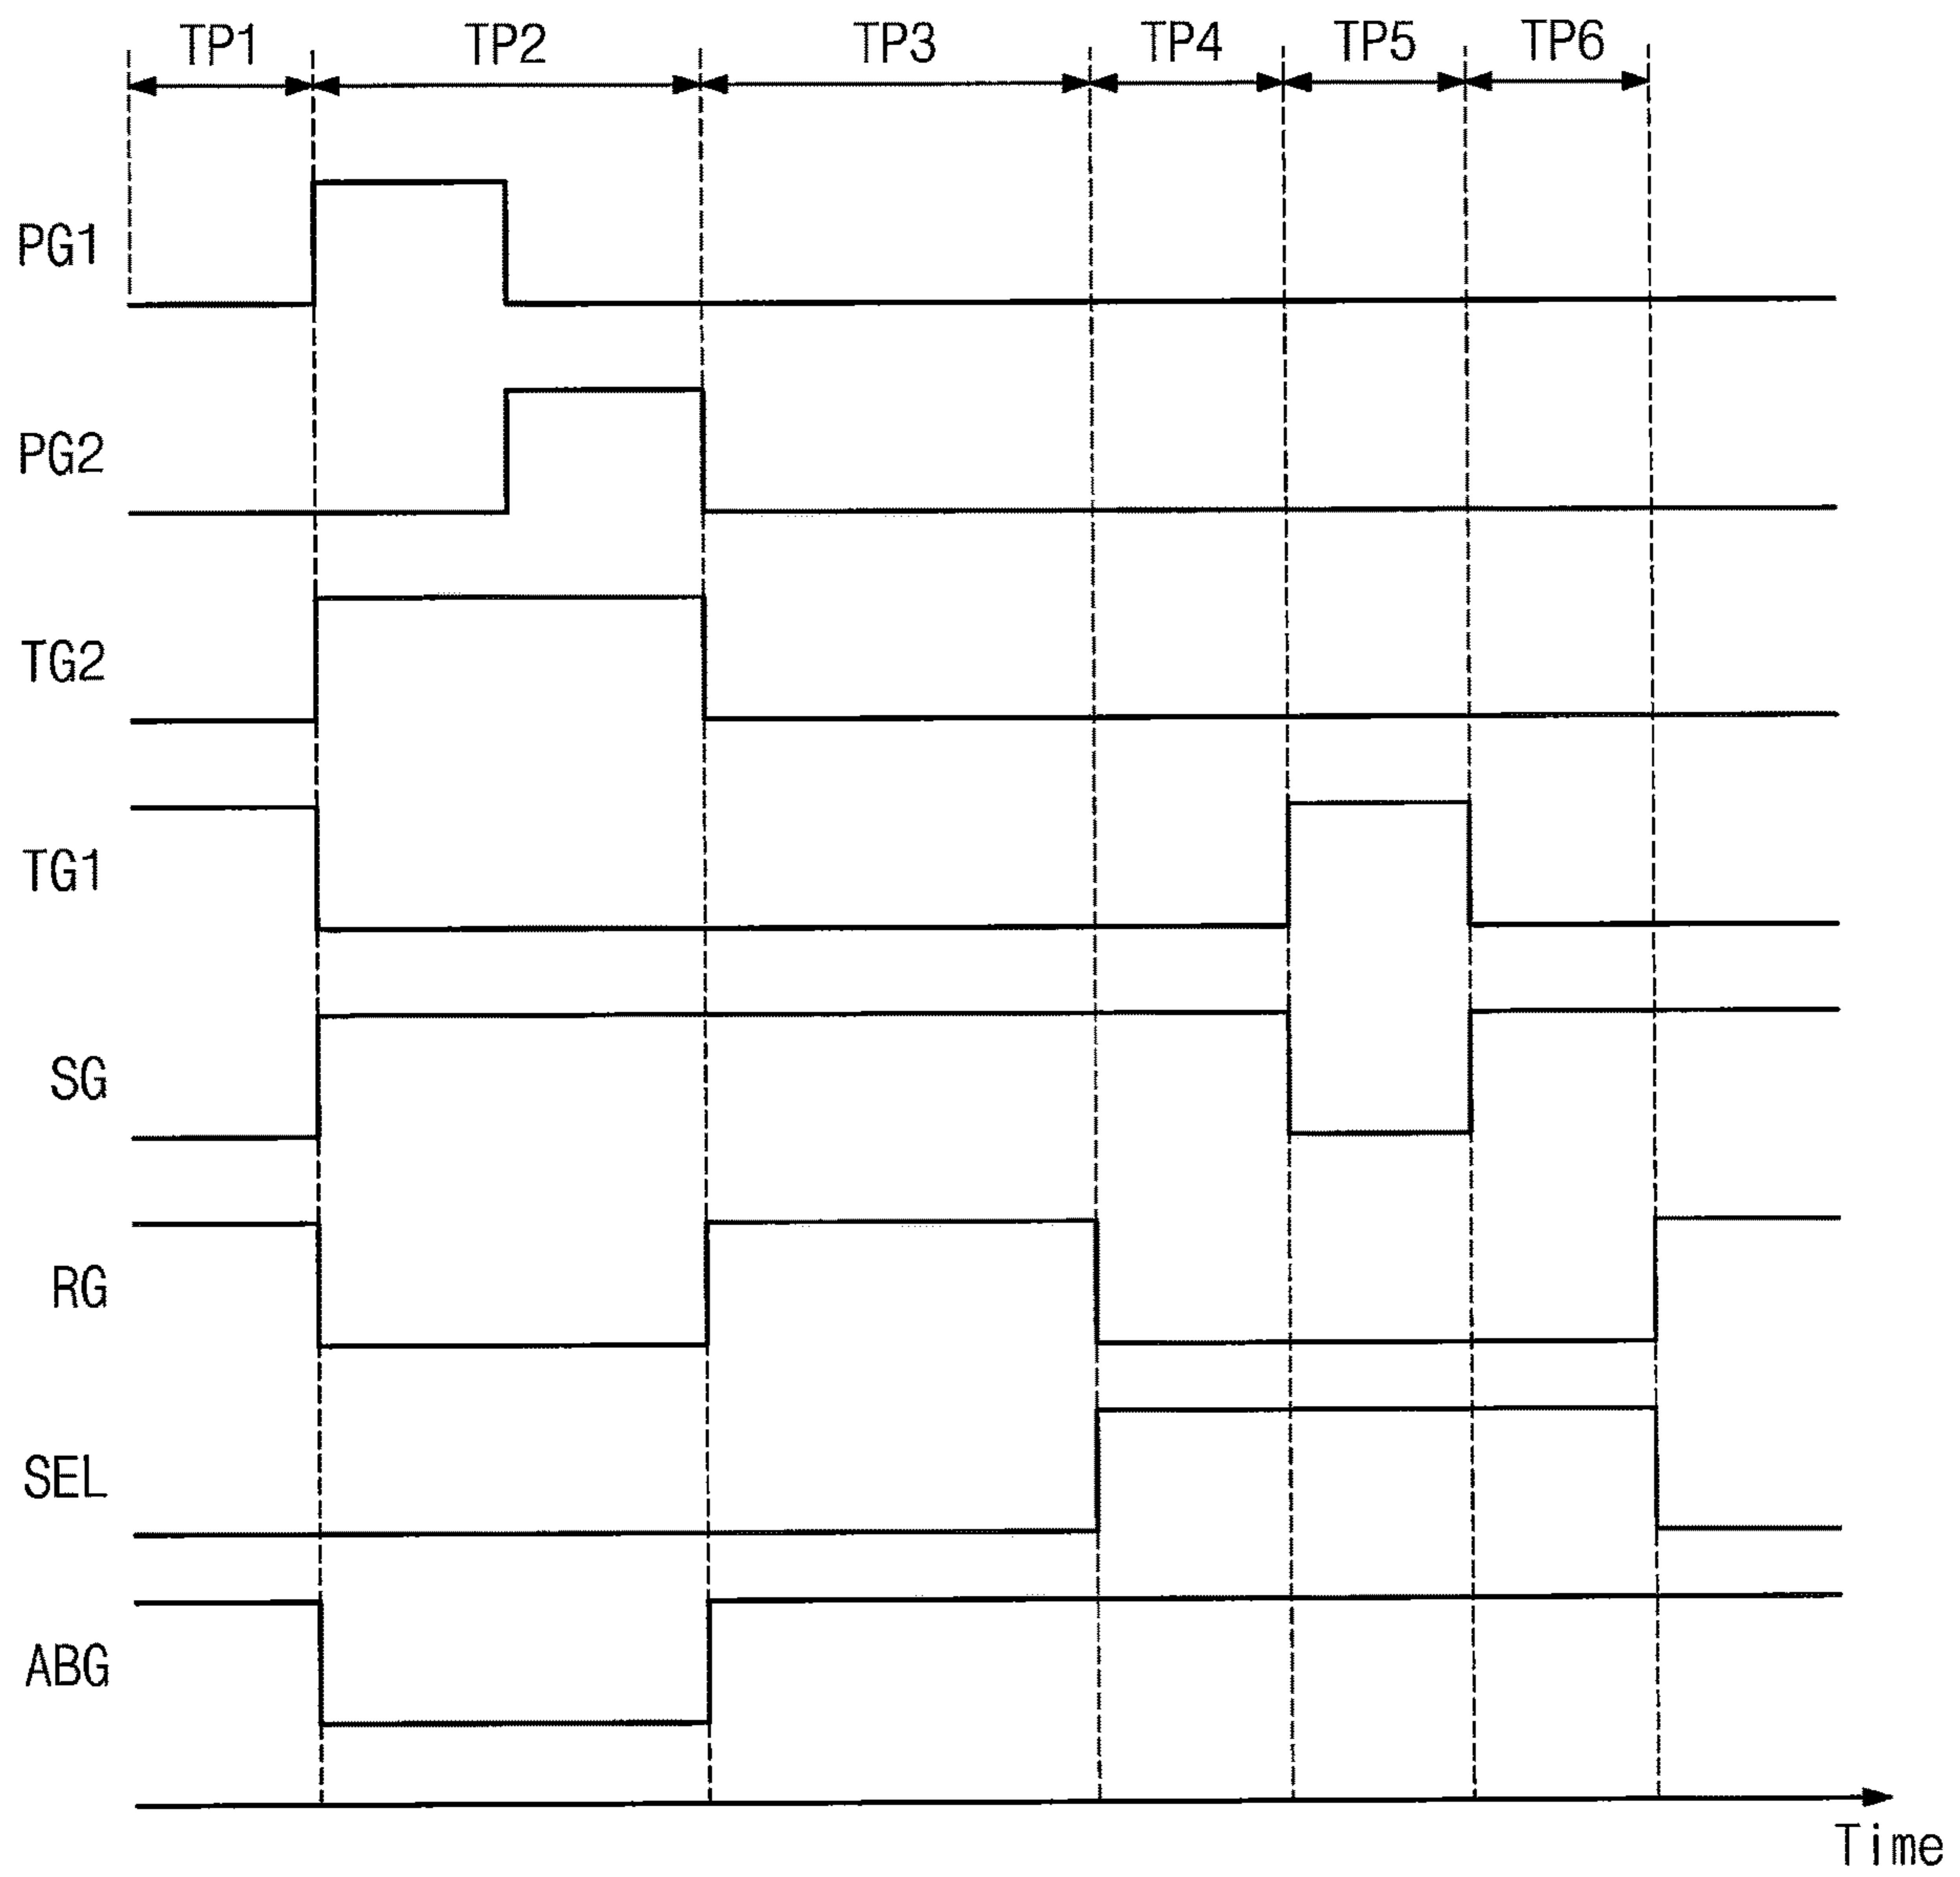 TP1 TP2 TP3 TP4 TP5 TP6
PG1
PG2
TG2
TG1
SG
RG
SEL
ABG
Time